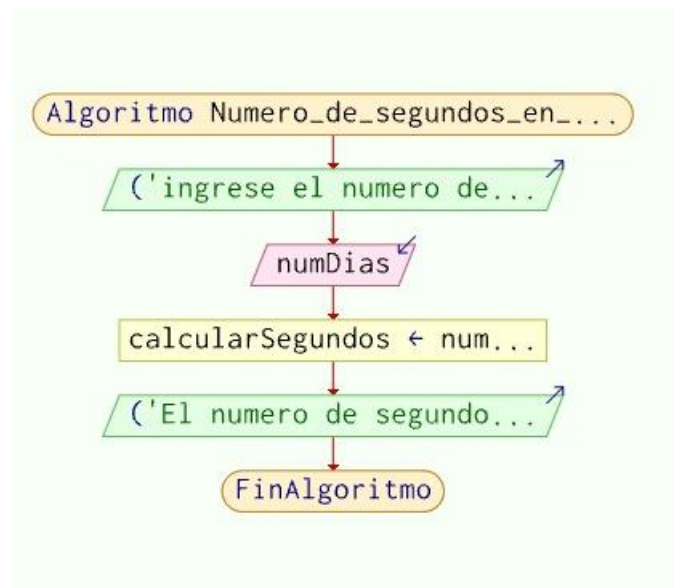 Algoritmo Numero_de_segundos_en_...
('ingrese el numero de...
numDias
calcularSegundos ← num...
('El numero de segundo...
FinAlgoritmo